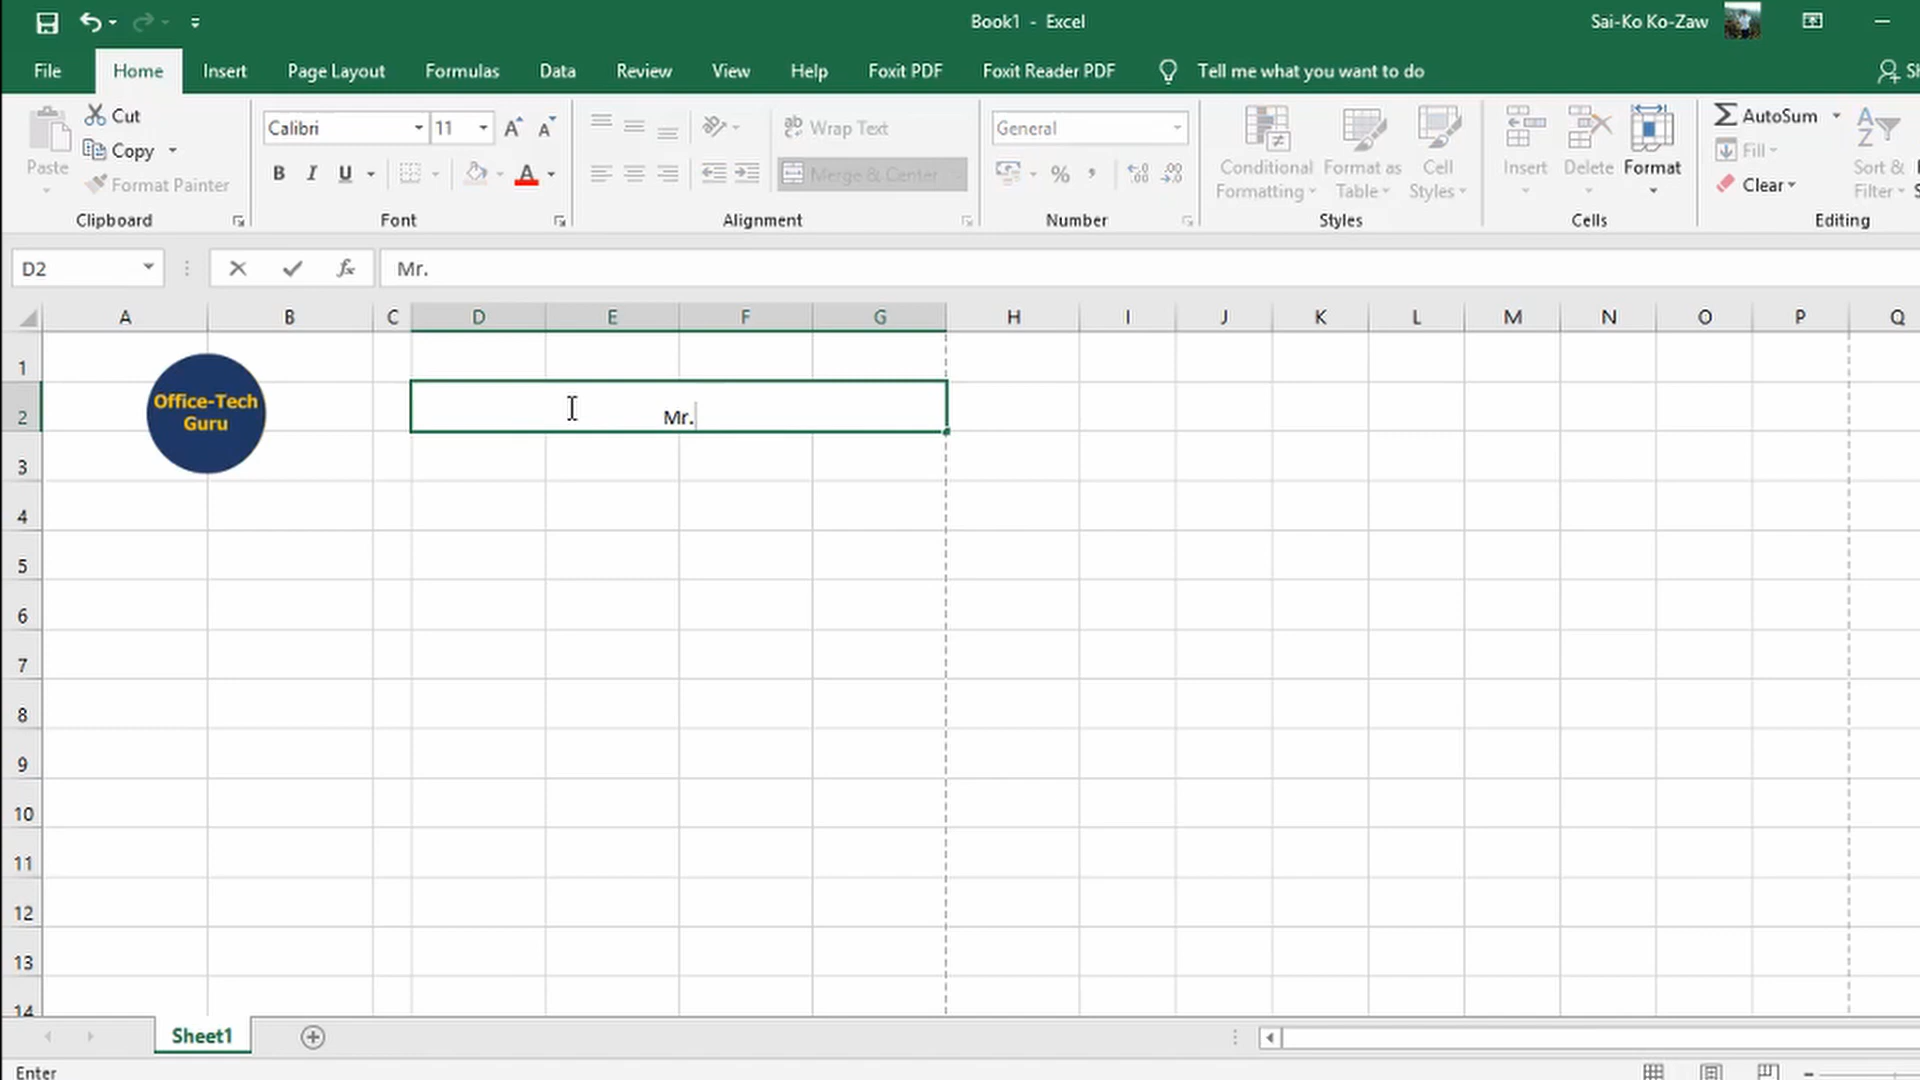 Book1 - Excel
Sai-Ko Ko-Zaw
File
Home
Insert
Page Layout
Formulas
Data
Review
View
Help
Foxit PDF
Foxit Reader PDF
Tell me what you want to do
Paste
Cut
Copy
Format Painter
Clipboard
Calibri
11
B I U
Font
Wrap Text
Merge & Center
Alignment
General
%
Number
Conditional
Formatting
Format as
Table
Cell
Styles
Styles
Insert
Delete
Format
Cells
AutoSum
Fill
Clear
Sort &
Filter
Editing
D2
fx
Mr.
A B C D E F G H I J K L M N O P Q
1
Office-Tech
Guru
2
Mr.
3
4
5
6
7
8
9
10
11
12
13
14
Sheet1
Enter